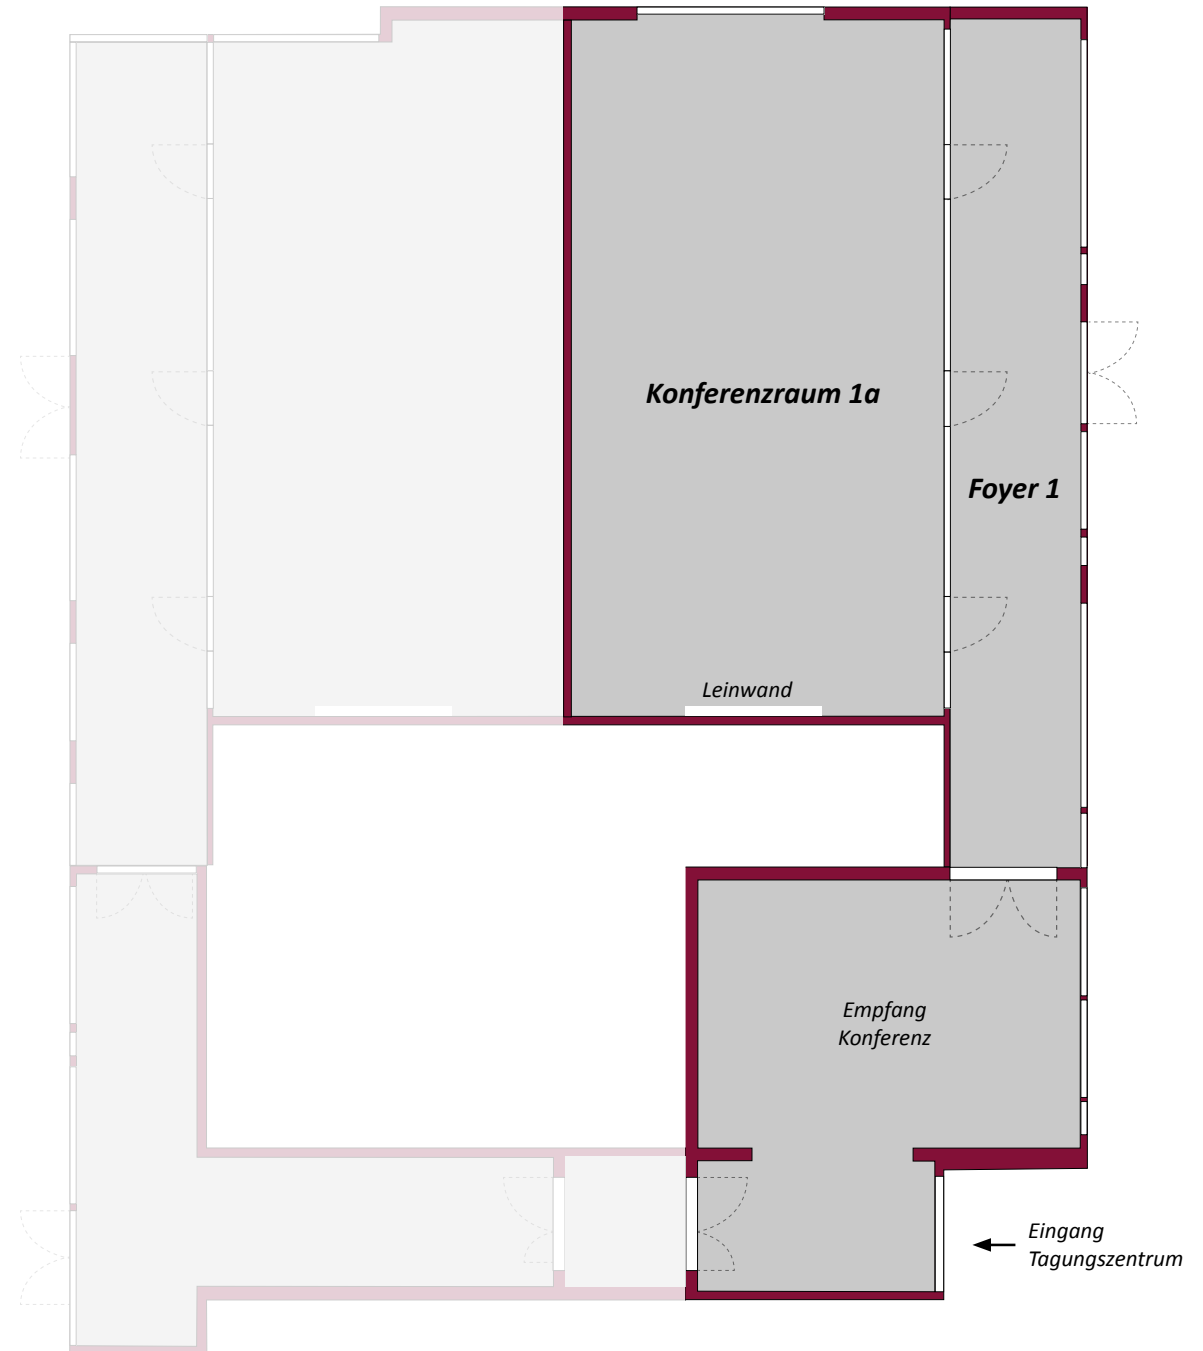 Konferenzraum 1a
Foyer 1
Leinwand
Empfang
Konferenz
Eingang
Tagungszentrum